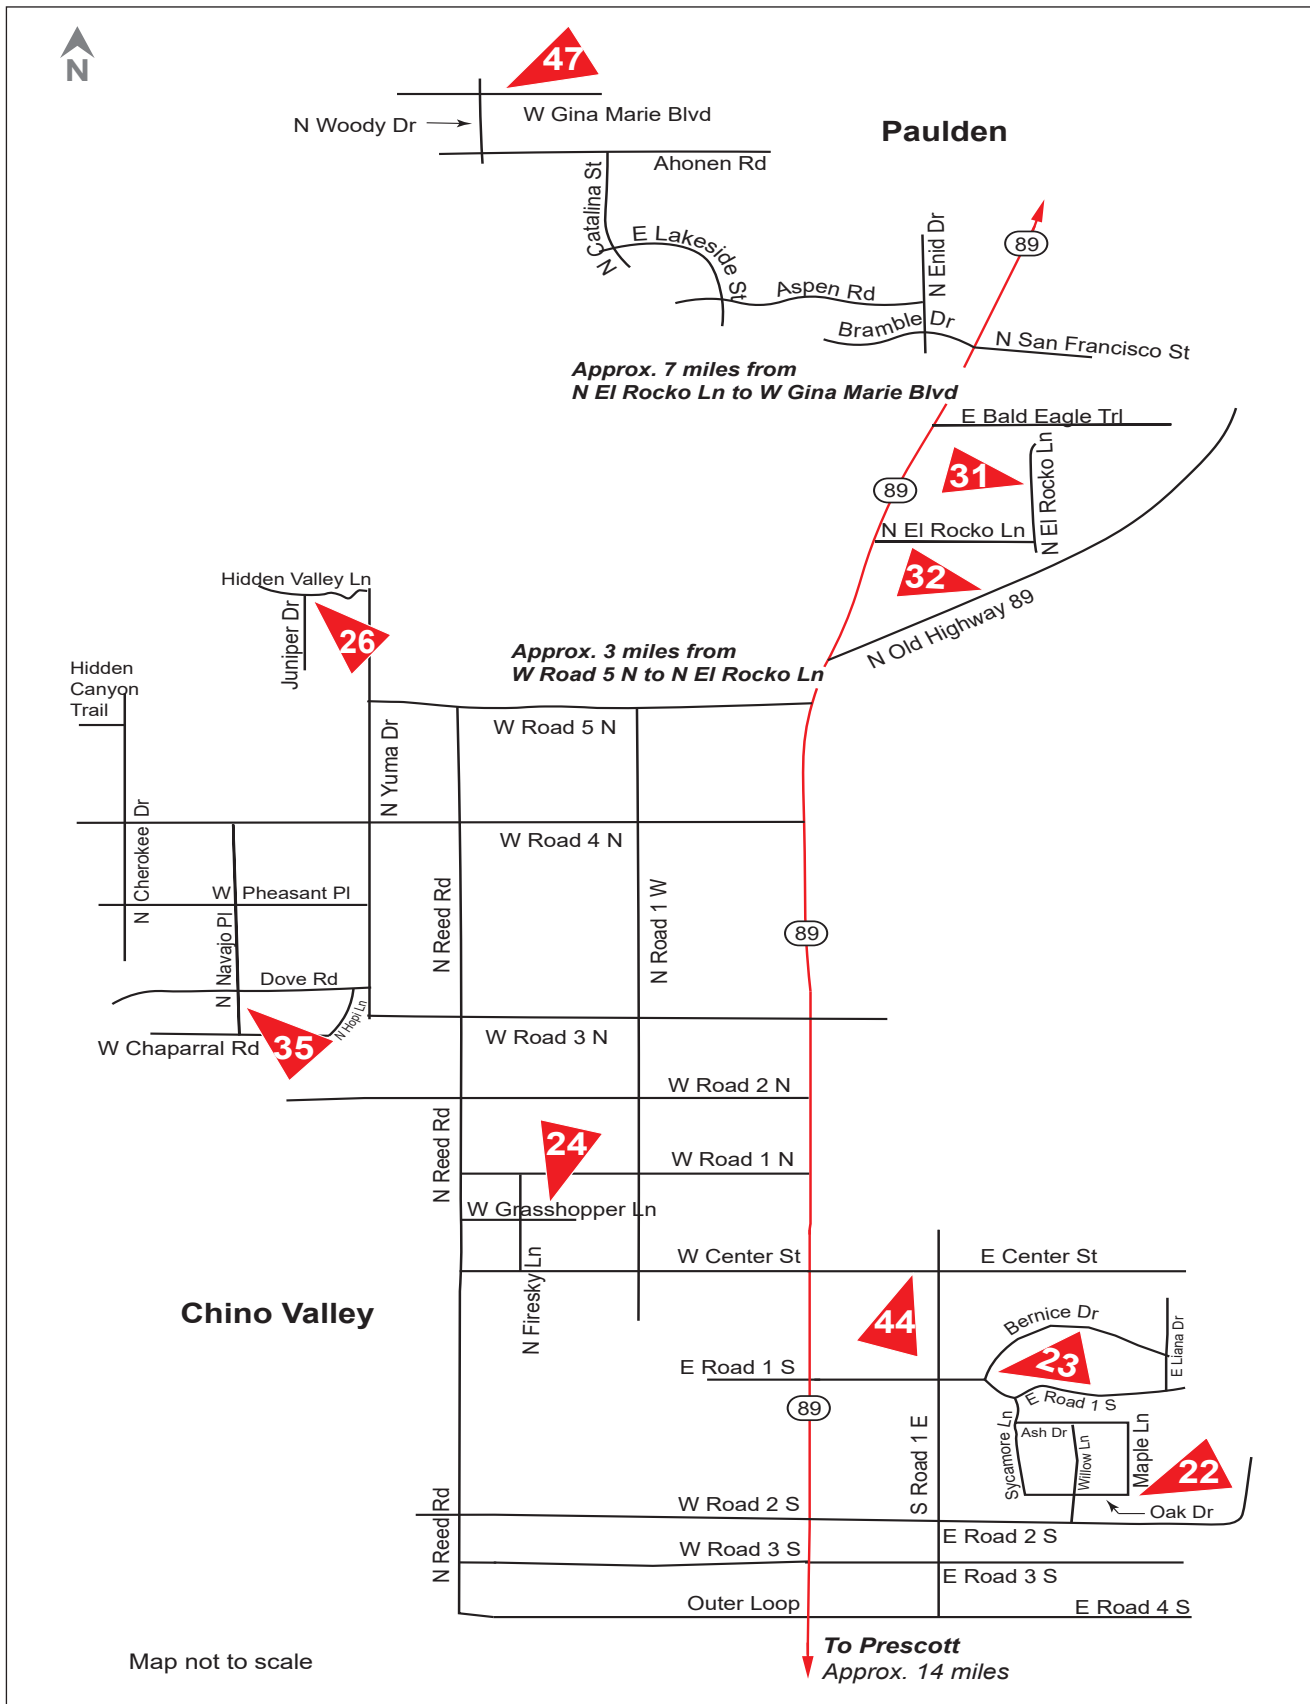 N
47
W Gina Marie Blvd
N Woody Dr
Paulden
Ahonen Rd
N Catalina St
E Lakeside St
N Enid Dr
89
Aspen Rd
Bramble Dr
N San Francisco St
Approx. 7 miles from
N El Rocko Ln to W Gina Marie Blvd
E Bald Eagle Trl
31
N El Rocko Ln
89
N El Rocko Ln
32
Hidden Valley Ln
Juniper Dr
26
N Old Highway 89
Approx. 3 miles from
W Road 5 N to N El Rocko Ln
Hidden
Canyon
Trail
W Road 5 N
N Yuma Dr
N Cherokee Dr
W Road 4 N
W Pheasant Pl
N Reed Rd
N Road 1 W
89
N Navajo Pl
Dove Rd
N Hopi Ln
W Chaparral Rd
35
W Road 3 N
W Road 2 N
N Reed Rd
24
W Road 1 N
W Grasshopper Ln
W Center St
E Center St
N Firesky Ln
Chino Valley
44
Bernice Dr
E Liana Dr
23
E Road 1 S
E Road 1 S
89
S Road 1 E
Sycamore Ln
Ash Dr
Willow Ln
Maple Ln
22
Oak Dr
N Reed Rd
W Road 2 S
E Road 2 S
W Road 3 S
E Road 3 S
Outer Loop
E Road 4 S
To Prescott
Approx. 14 miles
Map not to scale